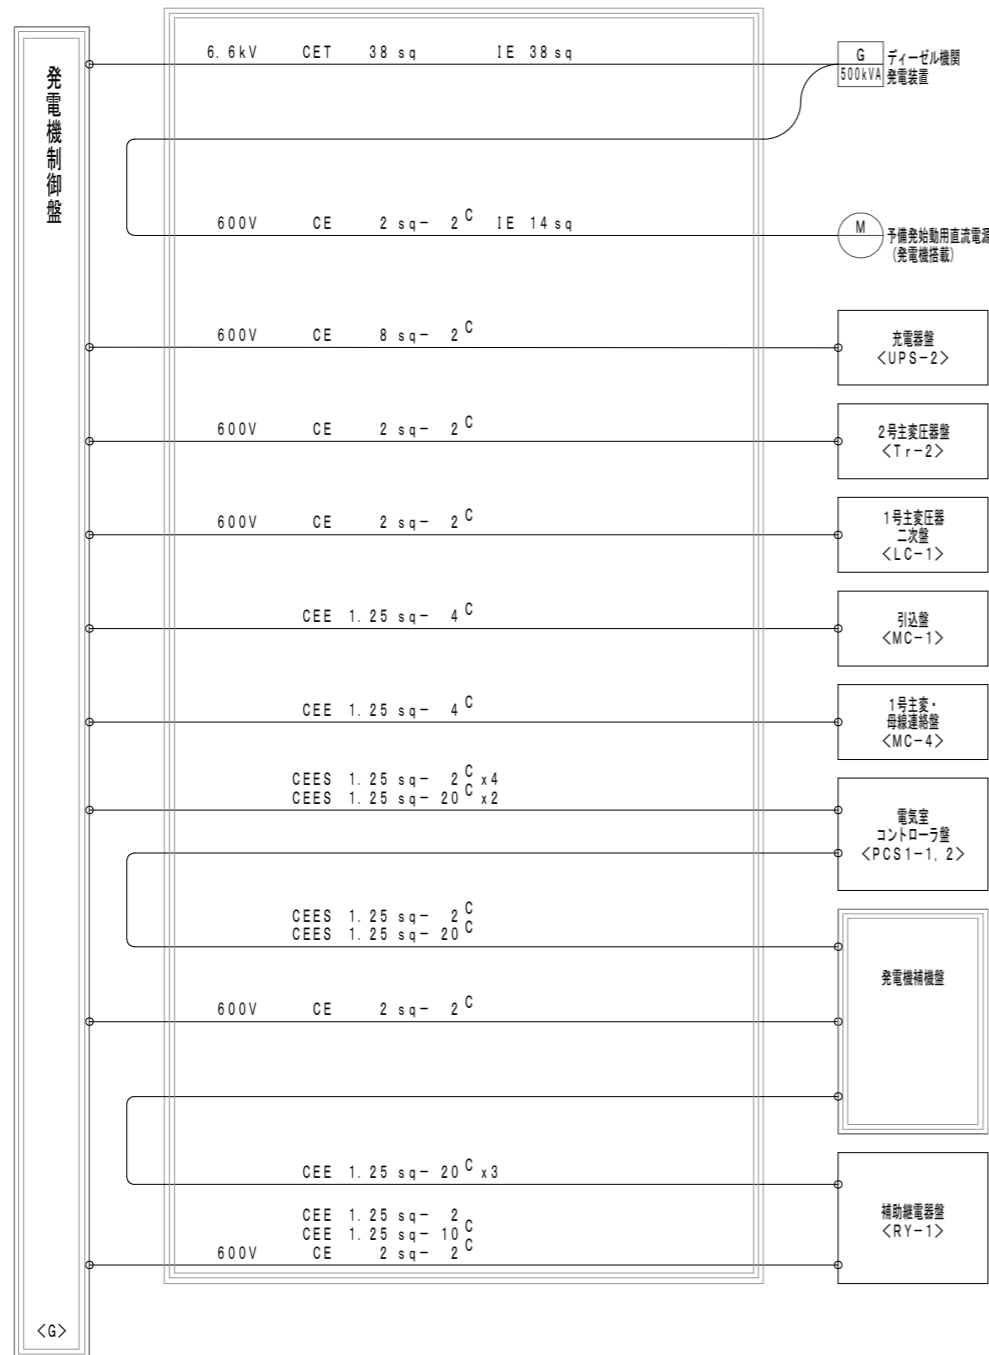 発電機制御盤
<G>
6.6kV CET 38sq IE 38sq
G
500kVA
ディーゼル機関
発電装置
600V CE 2sq- 2C IE 14sq
M
予備発始動用直流電源
(発電機搭載)
600V CE 8sq- 2C
充電器盤
<UPS-2>
600V CE 2sq- 2C
2号主変圧器盤
<Tr-2>
600V CE 2sq- 2C
1号主変圧器
二次盤
<LC-1>
CEE 1.25sq- 4C
引込盤
<MC-1>
CEE 1.25sq- 4C
1号主変・
母線連絡盤
<MC-4>
CEES 1.25sq- 2C x4
CEES 1.25sq- 20C x2
電気室
コントローラ盤
<PCS1-1,2>
CEES 1.25sq- 2C
CEES 1.25sq- 20C
発電機補機盤
600V CE 2sq- 2C
CEE 1.25sq- 20C x3
CEE 1.25sq- 2
CEE 1.25sq- 10C
600V CE 2sq- 2C
補助継電器盤
<RY-1>